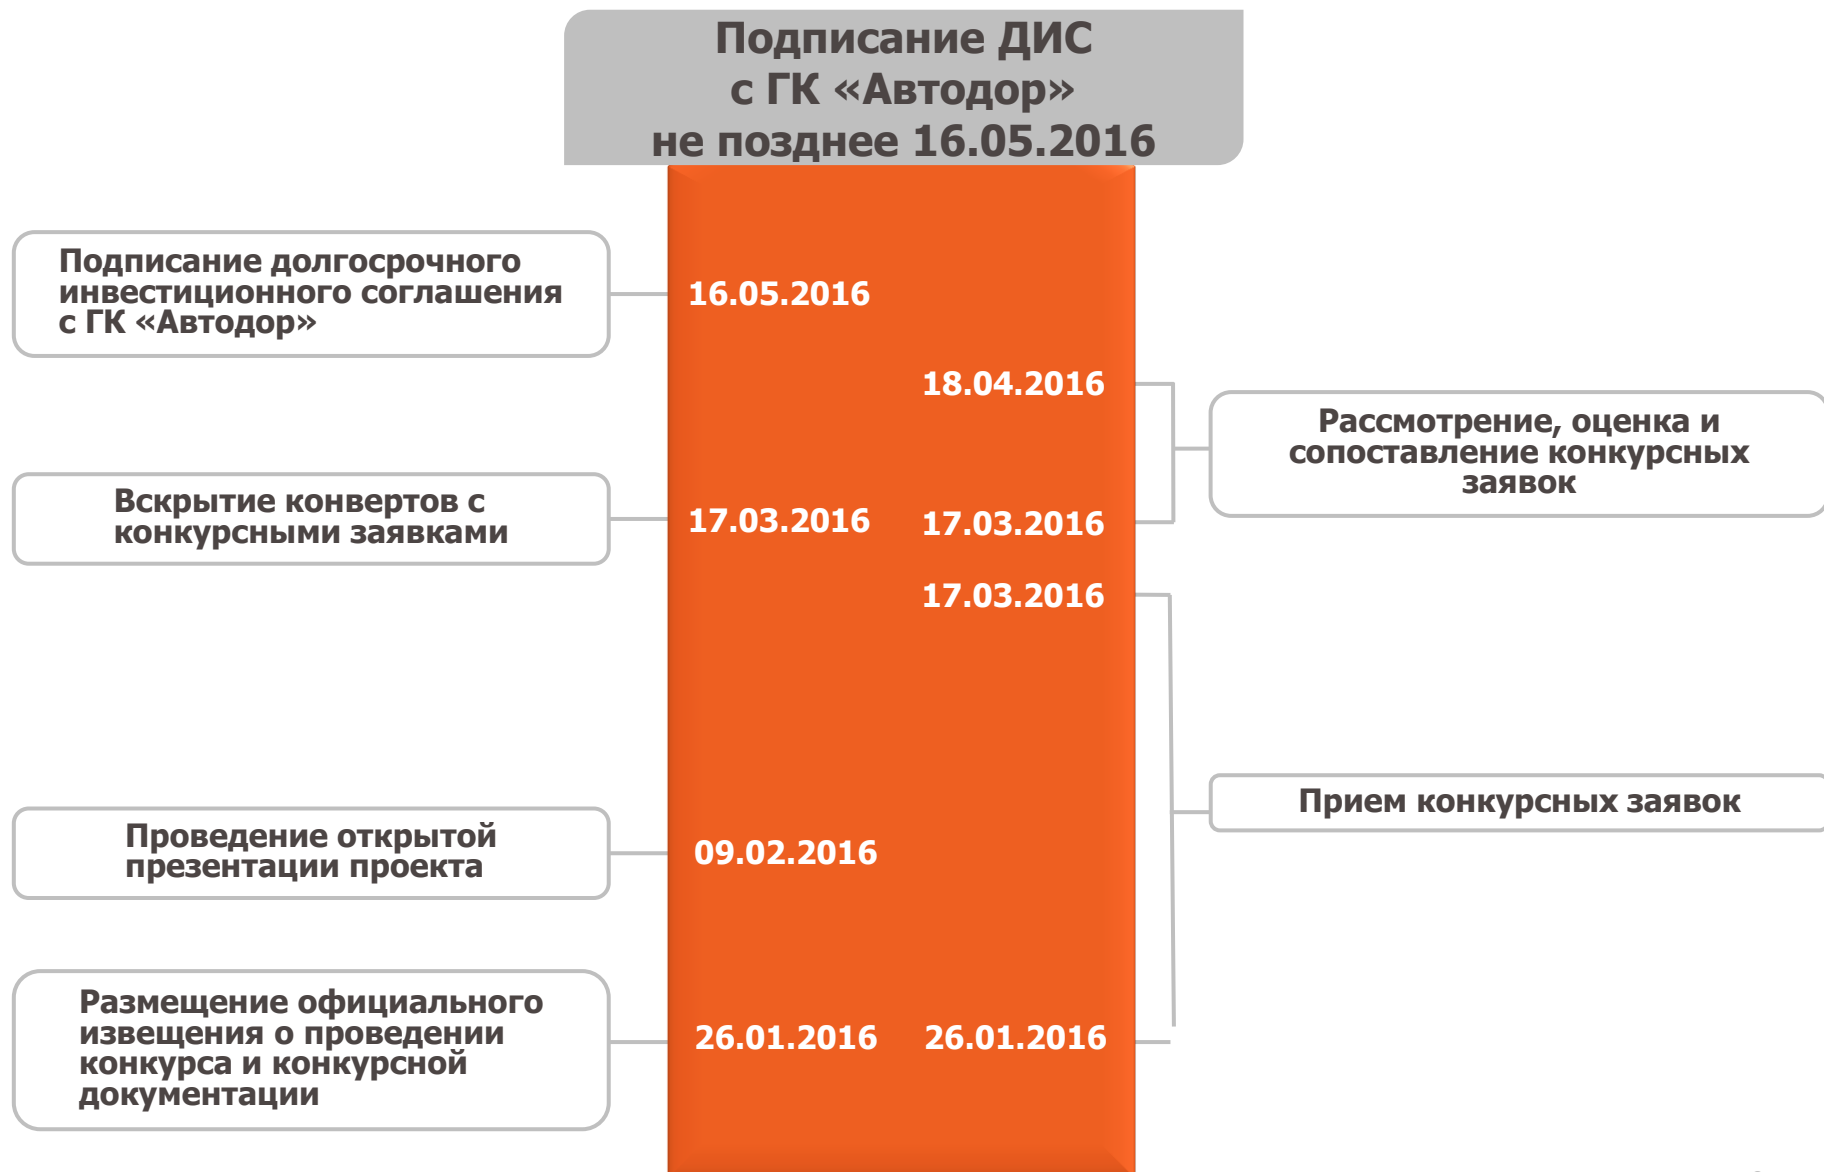 Подписание ДИС
с ГК «Автодор»
не позднее 16.05.2016
Подписание долгосрочного
инвестиционного соглашения
с ГК «Автодор»
16.05.2016
18.04.2016
Рассмотрение, оценка и
сопоставление конкурсных
заявок
Вскрытие конвертов с
конкурсными заявками
17.03.2016
17.03.2016
17.03.2016
Прием конкурсных заявок
Проведение открытой
презентации проекта
09.02.2016
Размещение официального
извещения о проведении
конкурса и конкурсной
документации
26.01.2016
26.01.2016